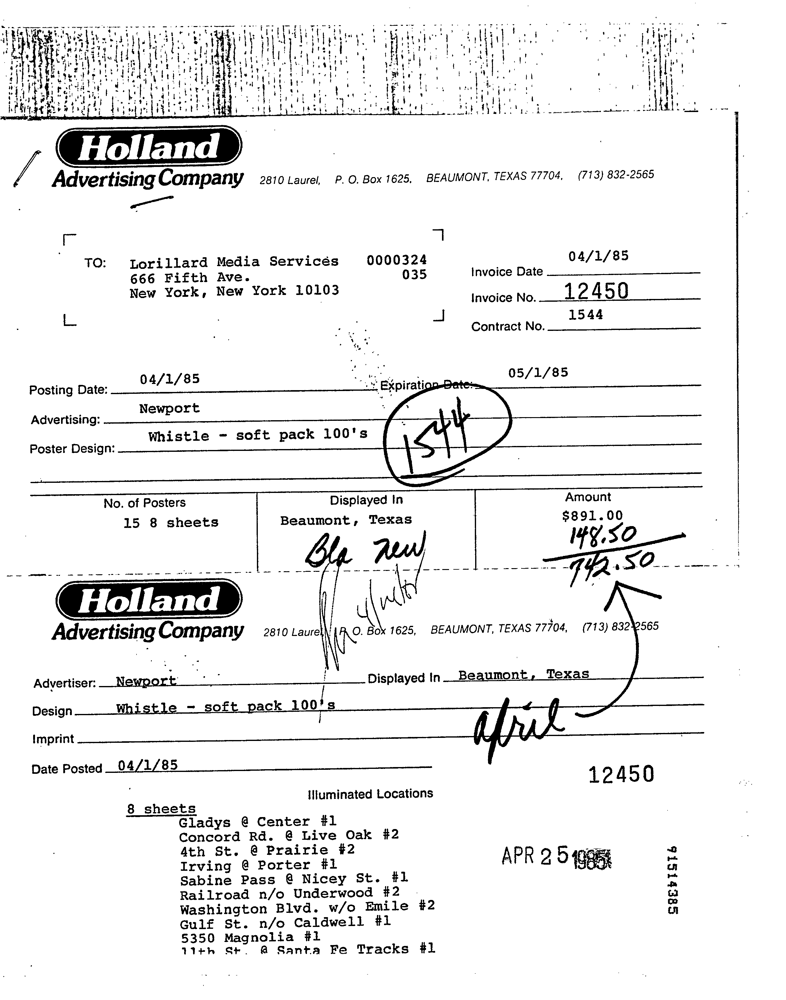 Holland
Advertising Company 2810 Laurel, P. O. Box 1625, BEAUMONT, TEXAS 77704, (713) 832-2565
TO: Lorillard Media Services 0000324
666 Fifth Ave. 035
New York, New York 10103
Invoice Date 04/1/85
Invoice No. 12450
Contract No. 1544
Posting Date: 04/1/85 Expiration Date: 05/1/85
Advertising: Newport
Poster Design: Whistle - soft pack 100's
1544
No. of Posters Displayed In Amount
15 8 sheets Beaumont, Texas $891.00
148.50
742.50
Holland
Advertising Company 2810 Laurel, P. O. Box 1625, BEAUMONT, TEXAS 77704, (713) 832-2565
Advertiser: Newport Displayed In Beaumont, Texas
Design Whistle - soft pack 100's
april
Imprint
Date Posted 04/1/85
12450
Illuminated Locations
8 sheets
Gladys @ Center #1
Concord Rd. @ Live Oak #2
4th St. @ Prairie #2
Irving @ Porter #1
Sabine Pass @ Nicey St. #1
Railroad n/o Underwood #2
Washington Blvd. w/o Emile #2
Gulf St. n/o Caldwell #1
5350 Magnolia #1
11th St. @ Santa Fe Tracks #1
APR 25 1985
91514385